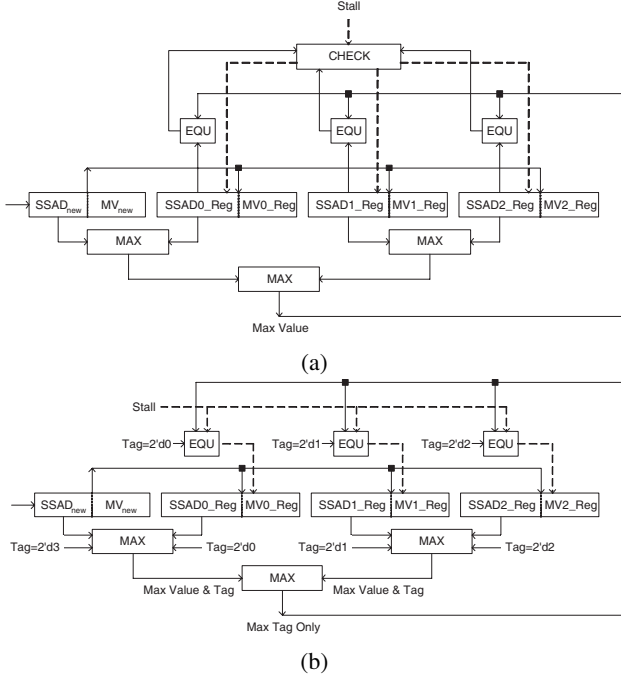 Stall
CHECK
EQU EQU EQU
SSADnew MVnew SSAD0_Reg MV0_Reg SSAD1_Reg MV1_Reg SSAD2_Reg MV2_Reg
MAX MAX
MAX
Max Value
(a)
Stall
Tag=2'd0 EQU Tag=2'd1 EQU Tag=2'd2 EQU
SSADnew MVnew SSAD0_Reg MV0_Reg SSAD1_Reg MV1_Reg SSAD2_Reg MV2_Reg
MAX MAX
Tag=2'd3 Tag=2'd0 Tag=2'd1 Tag=2'd2
MAX
Max Value & Tag Max Value & Tag
Max Tag Only
(b)